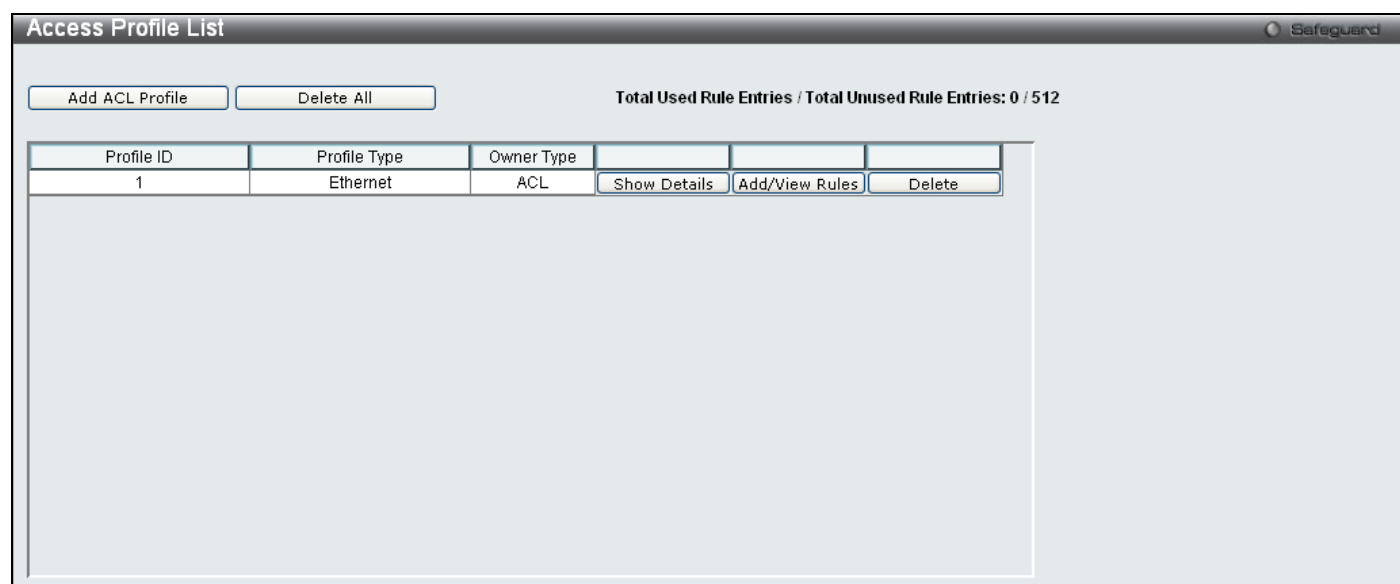 Access Profile List
Safeguard
Add ACL Profile Delete All Total Used Rule Entries / Total Unused Rule Entries: 0 / 512
Profile ID Profile Type Owner Type
1 Ethernet ACL Show Details Add/View Rules Delete